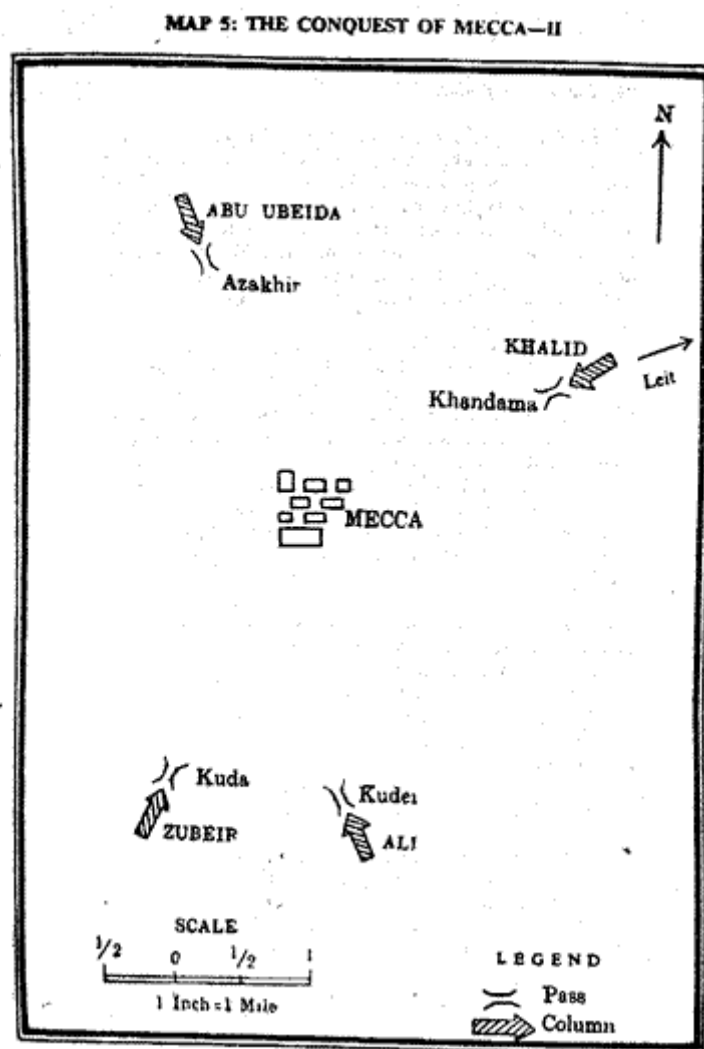 MAP 5: THE CONQUEST OF MECCA—II
N
ABU UBEIDA
Azakhir
KHALID
Leit
Khandama
MECCA
Kuda
Kudei
ZUBEIR
ALI
SCALE
1/2 0 1/2 1
1 Inch=1 Mile
LEGEND
Pass
Column